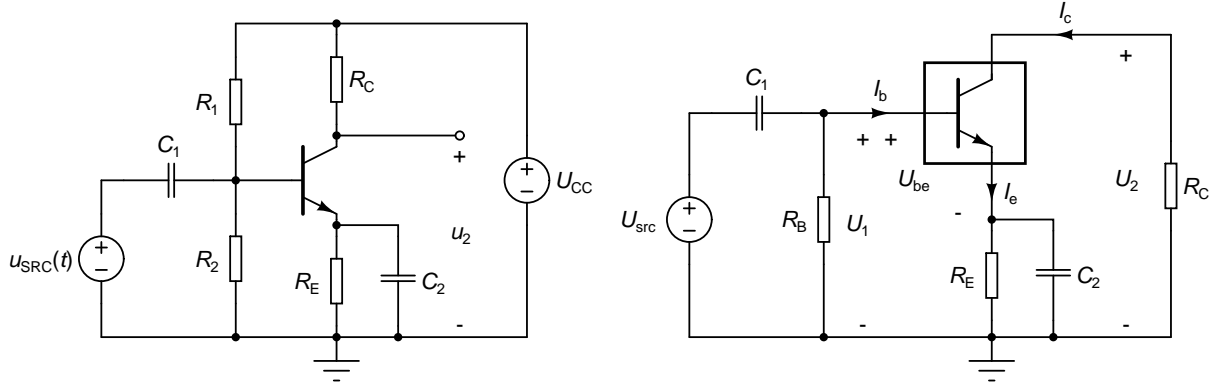 R1
RC
C1
+
−
uSRC(t)
R2
RE
C2
+
u2
-
+
−
UCC
C1
Usrc
+
−
RB
Ib
+ +
U1
-
Ube
-
Ic
Ie
RE
C2
+
U2
-
RC